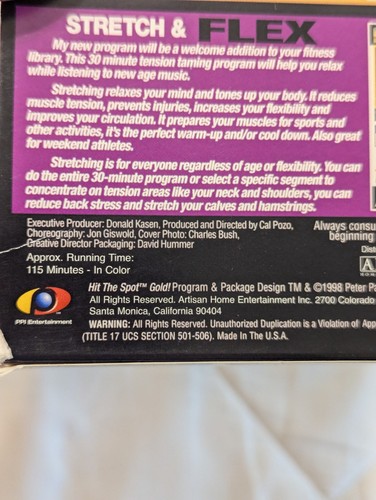 STRETCH & FLEX
My new program will be a welcome addition to your fitness
library. This 30 minute tension taming program will help you relax
while listening to new age music.
Stretching relaxes your mind and tones up your body. It reduces
muscle tension, prevents injuries, increases your flexibility and
improves your circulation. It prepares your muscles for sports and
other activities, it's the perfect warm-up and/or cool down. Also great
for weekend athletes.
Stretching is for everyone regardless of age or flexibility. You can
do the entire 30-minute program or select a specific segment to
concentrate on tension areas like your neck and shoulders, you can
reduce back stress and stretch your calves and hamstrings.
Executive Producer: Donald Kasen, Produced and Directed by Cal Pozo,
Choreography: Jon Giswold, Cover Photo: Charles Bush,
Creative Director Packaging: David Hummer
Always consu
beginning
Dist
Approx. Running Time:
115 Minutes - In Color
Hit The Spot™ Gold! Program & Package Design TM & ©1998 Peter Pa
All Rights Reserved. Artisan Home Entertainment Inc. 2700 Colorado
Santa Monica, California 90404
PPI Entertainment
WARNING: All Rights Reserved. Unauthorized Duplication is a Violation of App
(TITLE 17 UCS SECTION 501-506). Made In The U.S.A.